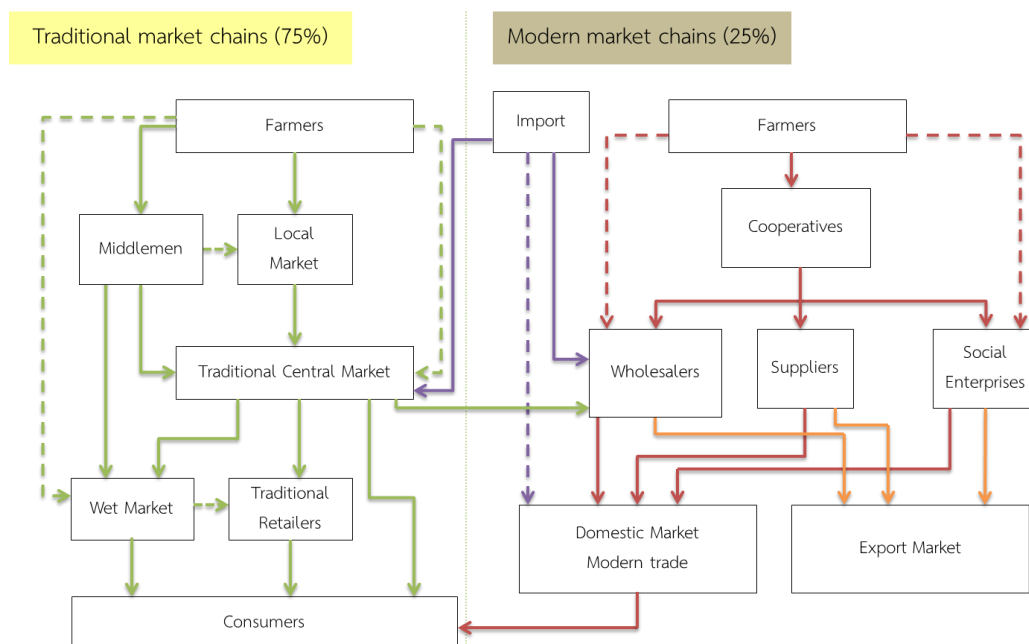 Traditional market chains (75%)
Modern market chains (25%)
Farmers
Import
Farmers
Middlemen
Local
Market
Cooperatives
Traditional Central Market
Wholesalers
Suppliers
Social
Enterprises
Wet Market
Traditional
Retailers
Domestic Market
Modern trade
Export Market
Consumers